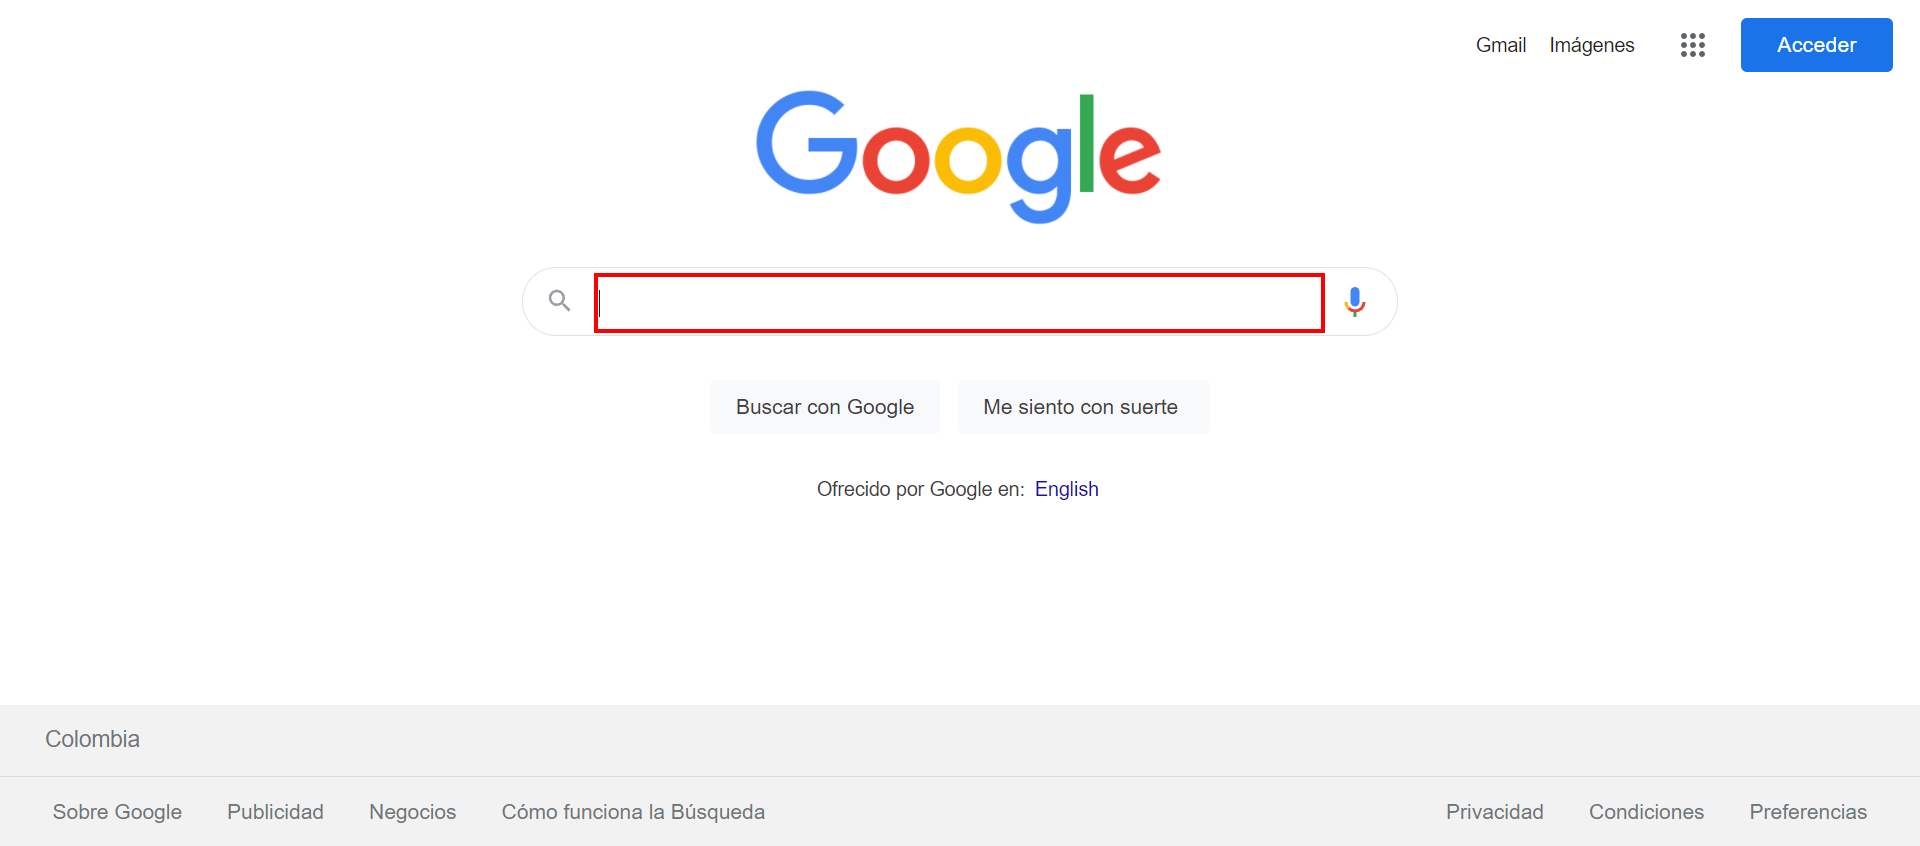 Gmail Imágenes Acceder
Google
Buscar con Google Me siento con suerte
Ofrecido por Google en: English
Colombia
Sobre Google Publicidad Negocios Cómo funciona la Búsqueda Privacidad Condiciones Preferencias